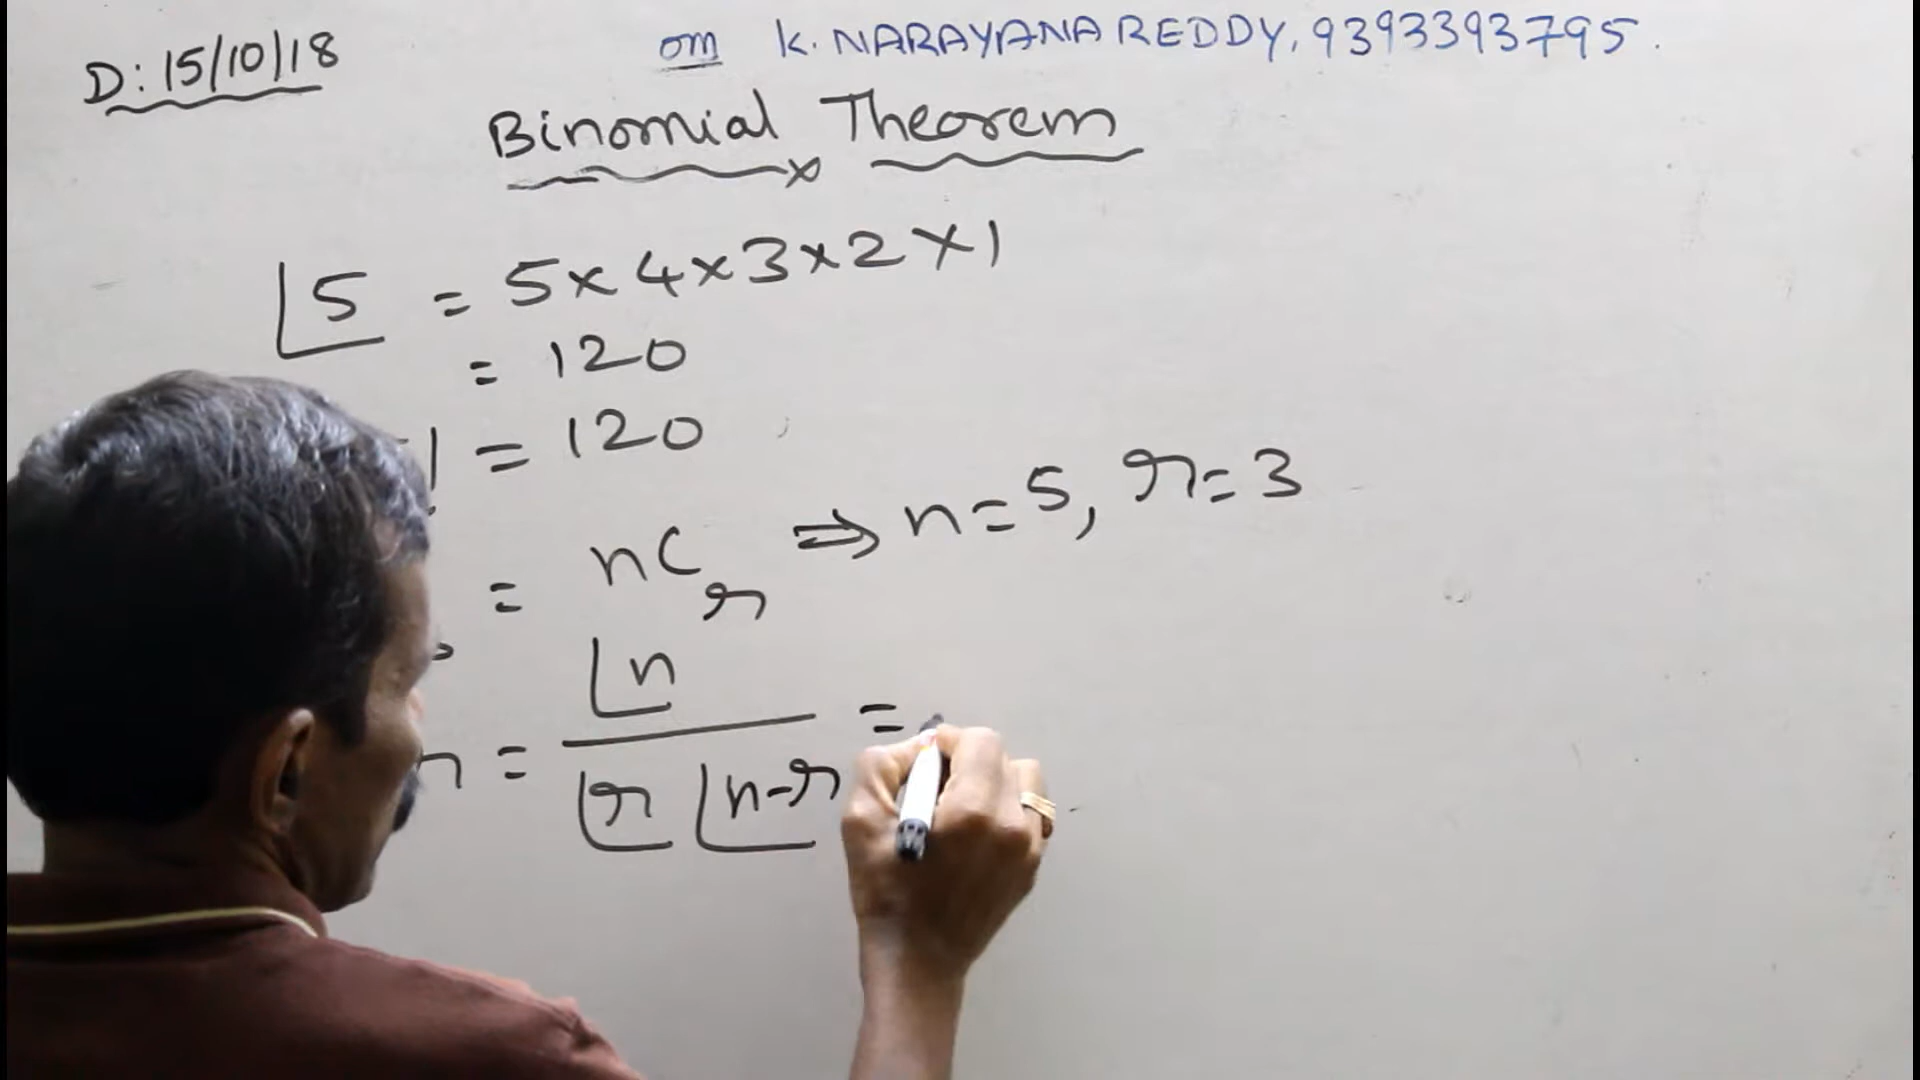 D: 15/10/18
om K. NARAYANA REDDY, 9393393795.
Binomial Theorem
⌊5 = 5×4×3×2×1
= 120
! = 120
= nCr ⇒ n=5, r=3
= ⌊n / ⌊r ⌊n-r =